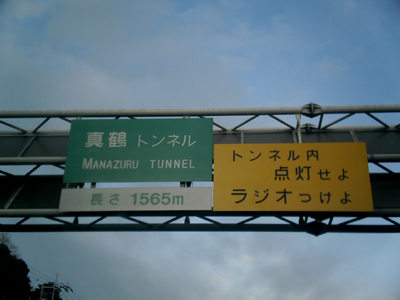 真鶴 トンネル
MANAZURU TUNNEL
長さ 1565m
トンネル内
点灯せよ
ラジオつけよ